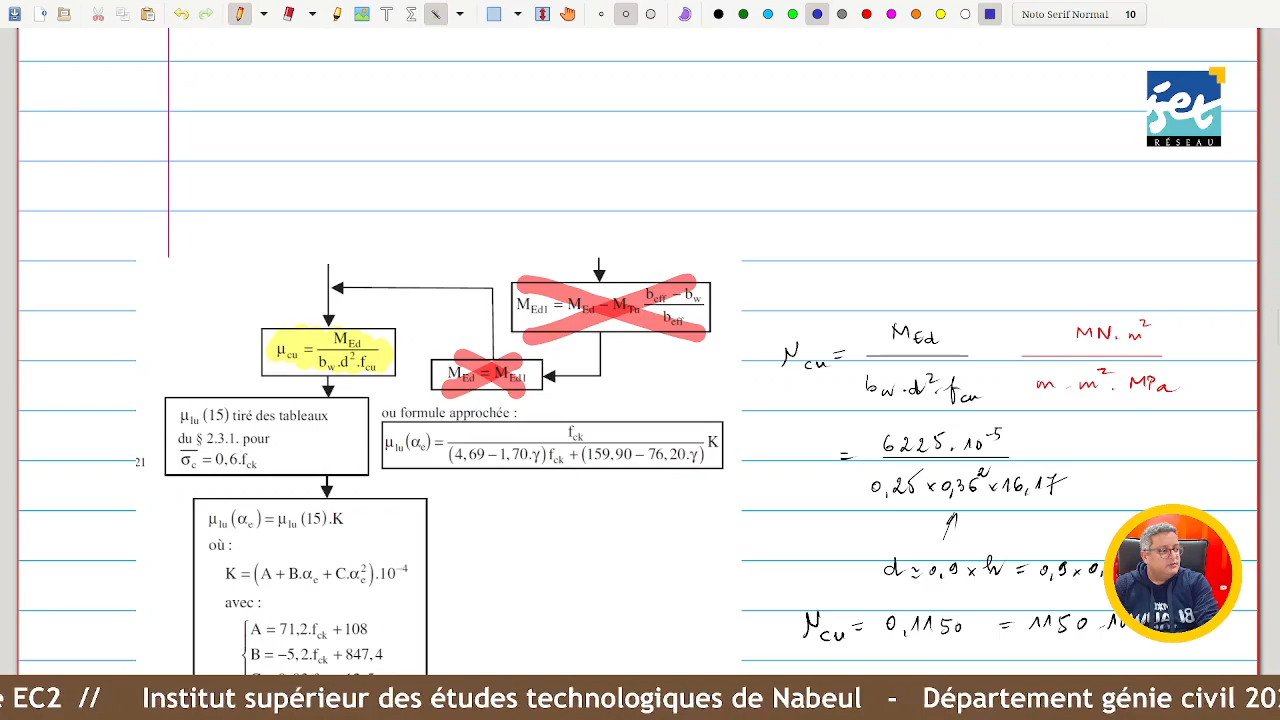 Noto Serif Normal 10
ıset
RÉSEAU
M_Ed1 = M_Ed − M_Tu (b_eff − b_w) / b_eff
μ_cu = M_Ed / (b_w.d².f_cu)
M_Ed = M_Ed1
μ_lu (15) tiré des tableaux
du § 2.3.1. pour
σ_c = 0,6.f_ck
21
ou formule approchée :
μ_lu(α_e) = f_ck / ((4,69 − 1,70.γ)f_ck + (159,90 − 76,20.γ)) K
μ_lu(α_e) = μ_lu(15).K
où :
K = (A + B.α_e + C.α_e²).10⁻⁴
avec :
A = 71,2.f_ck + 108
B = −5,2.f_ck + 847,4
μ_cu = M_Ed / (b_w . d² . f_cu)
MN. m² / (m . m² . MPa)
= 6225.10⁻⁵ / (0,25 × 0,36² × 16,17)
d ≃ 0,9 × h = 0,9 × 0,
μ_cu = 0,1150 = 1150
e EC2 // Institut supérieur des études technologiques de Nabeul - Département génie civil 202